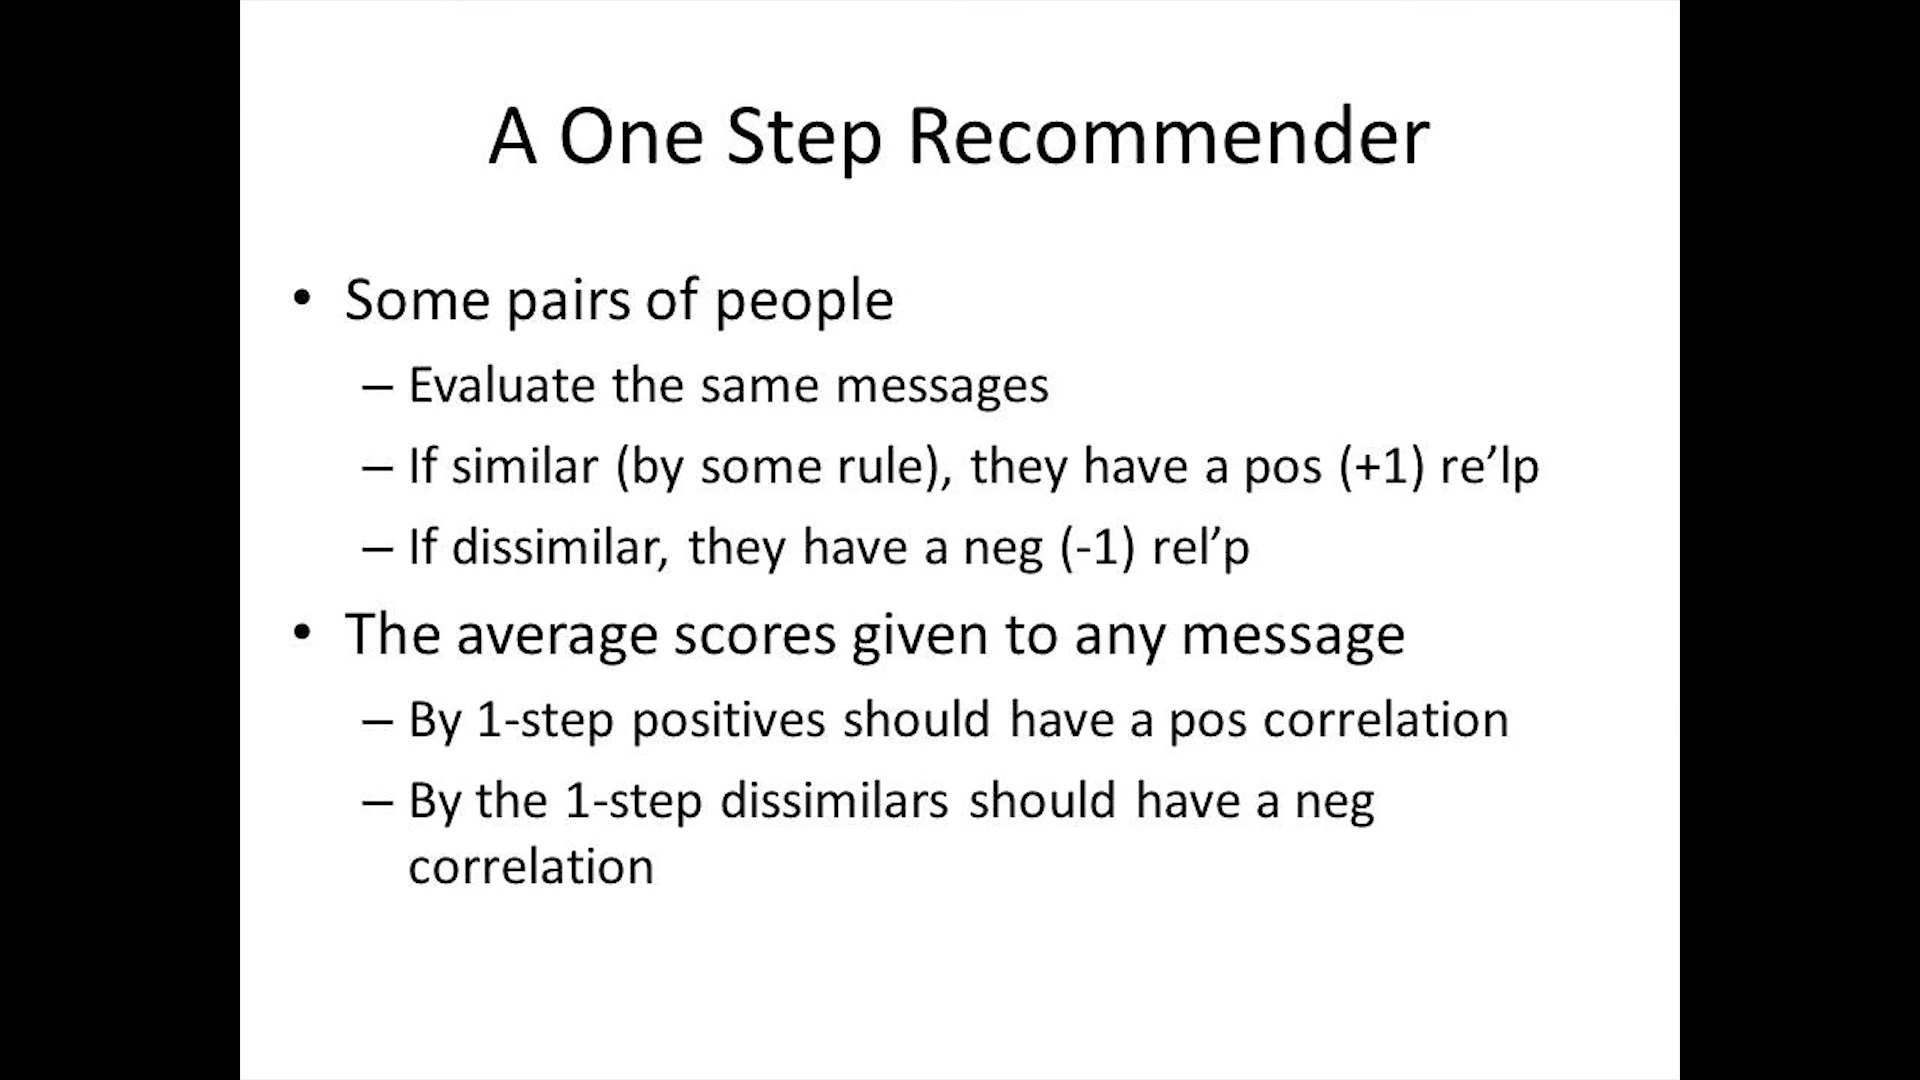 A One Step Recommender
• Some pairs of people
– Evaluate the same messages
– If similar (by some rule), they have a pos (+1) re’lp
– If dissimilar, they have a neg (-1) rel’p
• The average scores given to any message
– By 1-step positives should have a pos correlation
– By the 1-step dissimilars should have a neg
correlation